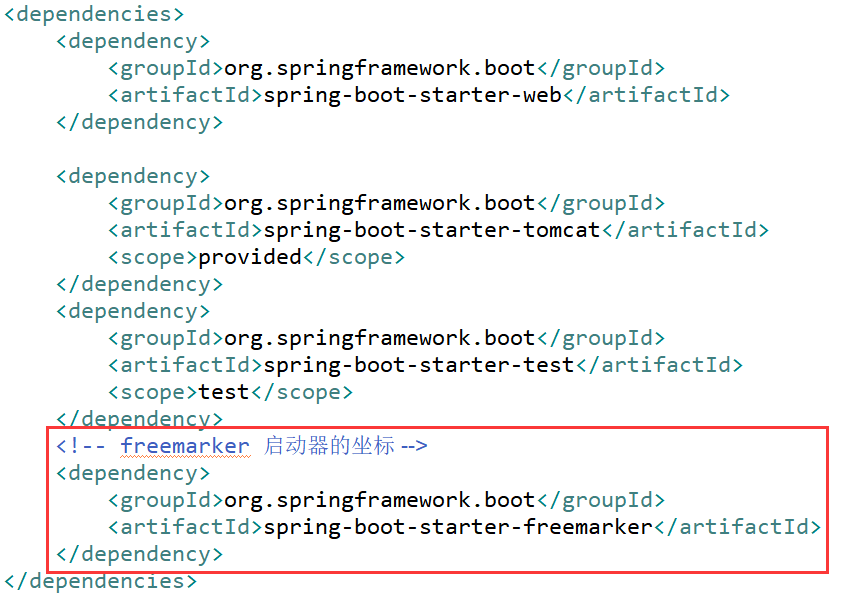 <dependencies>
    <dependency>
        <groupId>org.springframework.boot</groupId>
        <artifactId>spring-boot-starter-web</artifactId>
    </dependency>

    <dependency>
        <groupId>org.springframework.boot</groupId>
        <artifactId>spring-boot-starter-tomcat</artifactId>
        <scope>provided</scope>
    </dependency>
    <dependency>
        <groupId>org.springframework.boot</groupId>
        <artifactId>spring-boot-starter-test</artifactId>
        <scope>test</scope>
    </dependency>
    <!-- freemarker 启动器的坐标 -->
    <dependency>
        <groupId>org.springframework.boot</groupId>
        <artifactId>spring-boot-starter-freemarker</artifactId>
    </dependency>
</dependencies>